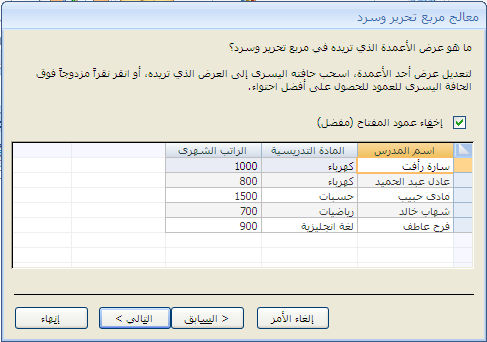 معالج مربع تحرير وسرد
ما هو عرض الأعمدة الذي تريده في مربع تحرير وسرد؟
لتعديل عرض أحد الأعمدة، اسحب حافته اليسرى إلى العرض الذي تريده، أو انقر نقراً مزدوجاً فوق
الحافة اليسرى للعمود للحصول على أفضل احتواء.
إخفاء عمود المفتاح (مفضل)
اسم المدرس المادة التدريسية الراتب الشهرى
سارة رأفت كهرباء 1000
عادل عبد الحميد كهرباء 800
مادى حبيب حسبات 1500
شهاب خالد رياضيات 700
فرح عاطف لغة انجليزية 900
إلغاء الأمر < السابق التالي > إنهاء